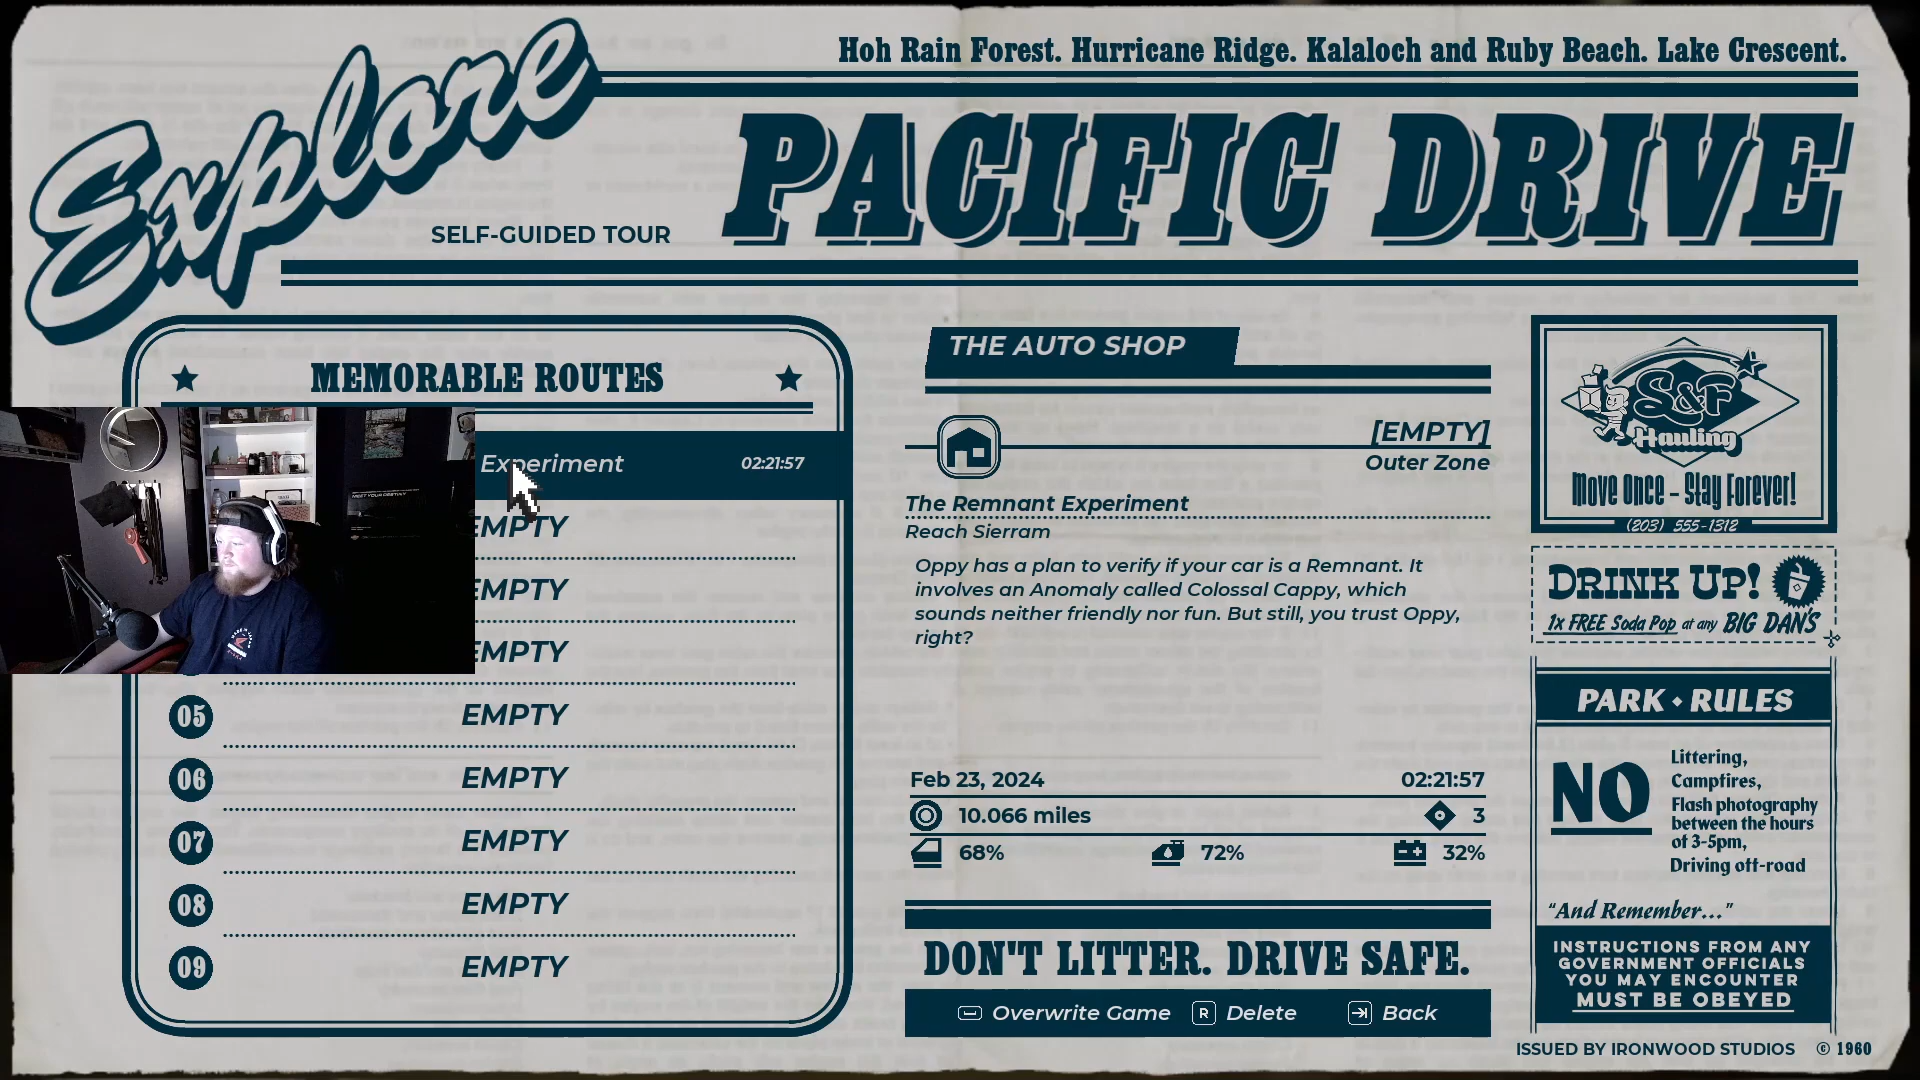 Explore
Hoh Rain Forest. Hurricane Ridge. Kalaloch and Ruby Beach. Lake Crescent.
SELF-GUIDED TOUR
PACIFIC DRIVE
MEMORABLE ROUTES
Experiment 02:21:57
EMPTY
EMPTY
EMPTY
05 EMPTY
06 EMPTY
07 EMPTY
08 EMPTY
09 EMPTY
THE AUTO SHOP
[EMPTY]
Outer Zone
The Remnant Experiment
Reach Sierram
Oppy has a plan to verify if your car is a Remnant. It
involves an Anomaly called Colossal Cappy, which
sounds neither friendly nor fun. But still, you trust Oppy,
right?
Feb 23, 2024 02:21:57
10.066 miles 3
68% 72% 32%
DON'T LITTER. DRIVE SAFE.
Overwrite Game R Delete Back
S&F
Hauling
Move Once - Stay Forever!
(203) 555-1312
DRINK UP!
1x FREE Soda Pop at any BIG DAN'S
PARK • RULES
NO
Littering,
Campfires,
Flash photography
between the hours
of 3-5pm,
Driving off-road
"And Remember..."
INSTRUCTIONS FROM ANY
GOVERNMENT OFFICIALS
YOU MAY ENCOUNTER
MUST BE OBEYED
ISSUED BY IRONWOOD STUDIOS © 1960